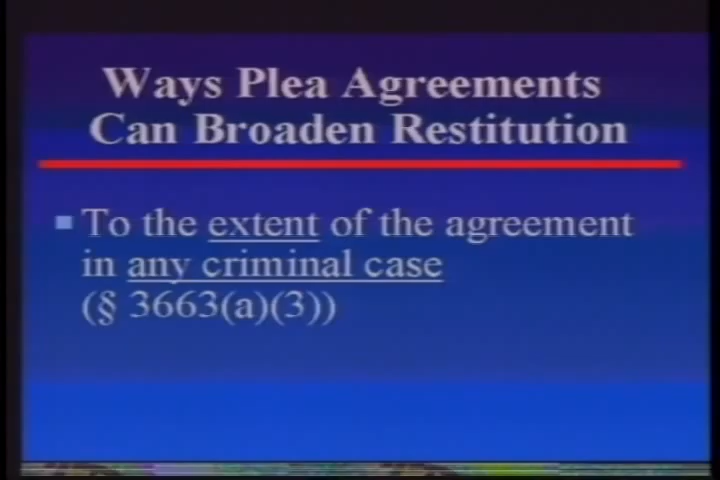 Ways Plea Agreements
Can Broaden Restitution
To the extent of the agreement
in any criminal case
(§ 3663(a)(3))